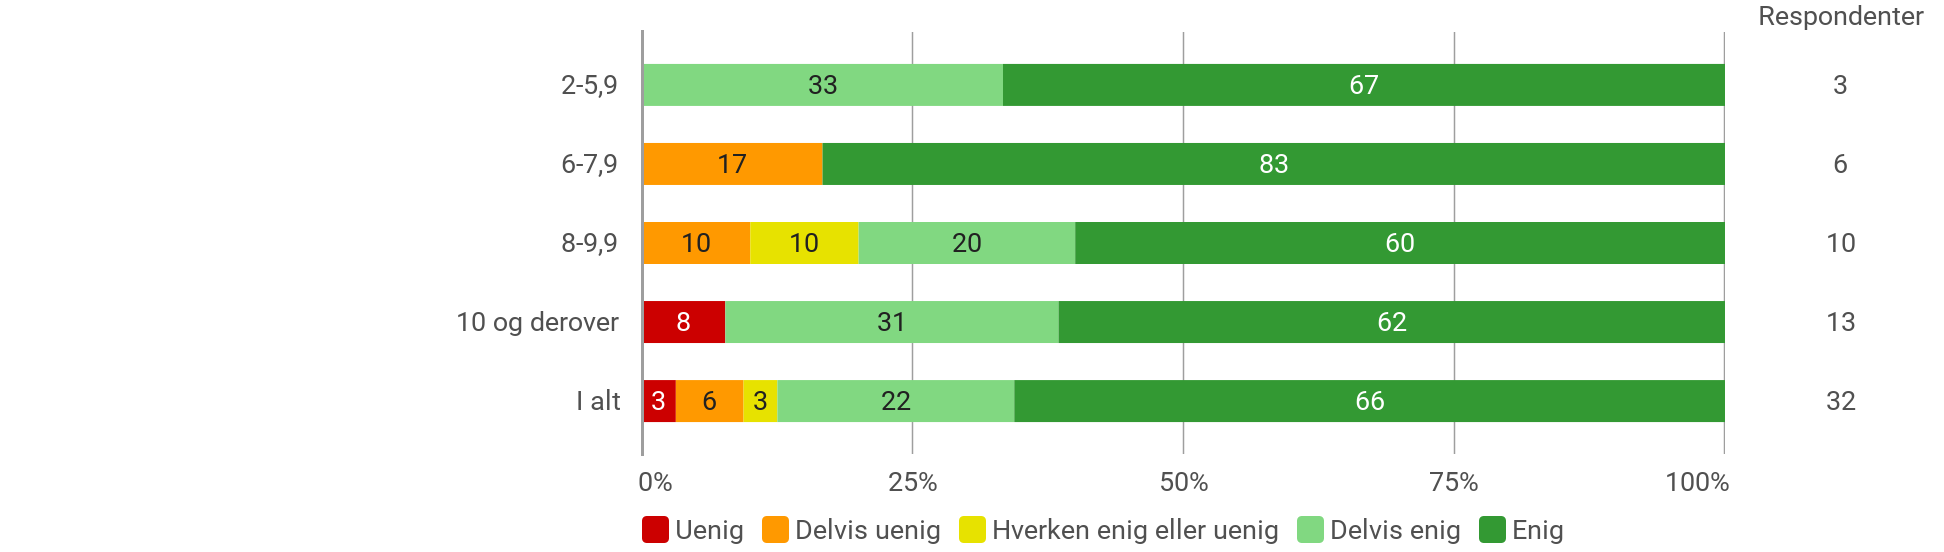 Respondenter
2-5,9 33 67 3
6-7,9 17 83 6
8-9,9 10 10 20 60 10
10 og derover 8 31 62 13
I alt 3 6 3 22 66 32
0% 25% 50% 75% 100%
Uenig Delvis uenig Hverken enig eller uenig Delvis enig Enig